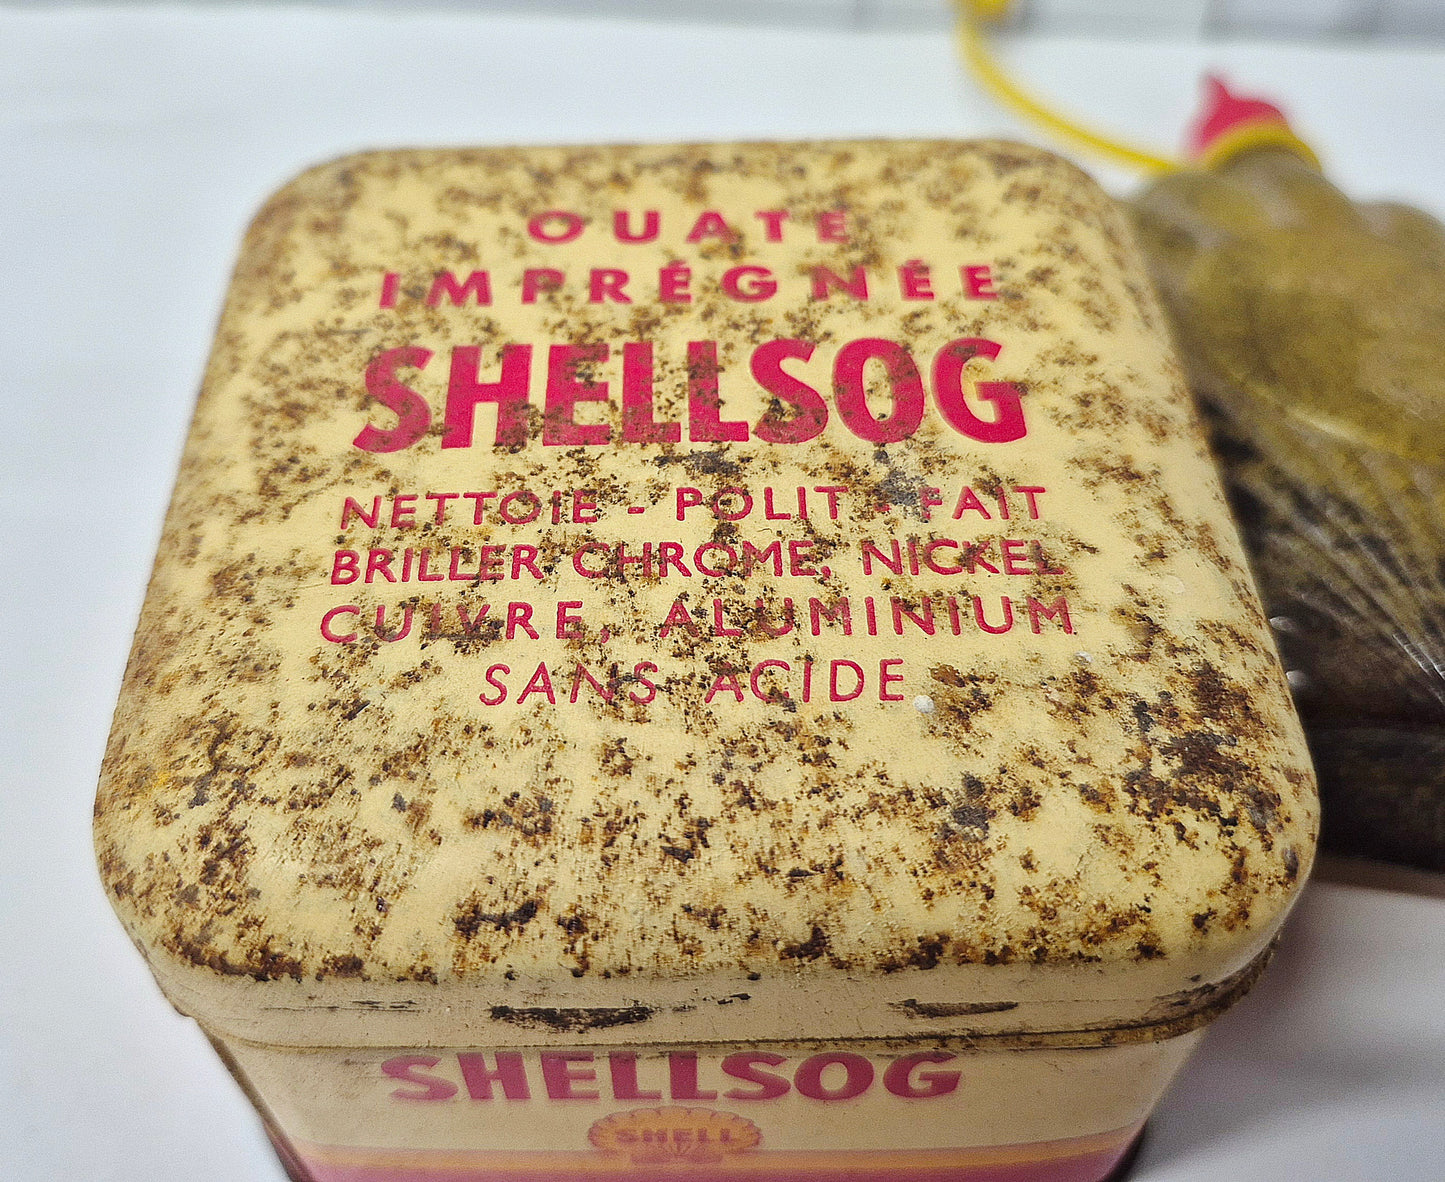 OUATE
IMPRÉGNÉE
SHELLSOG
NETTOIE - POLIT - FAIT
BRILLER CHROME, NICKEL
CUIVRE, ALUMINIUM
SANS ACIDE
SHELLSOG
SHELL